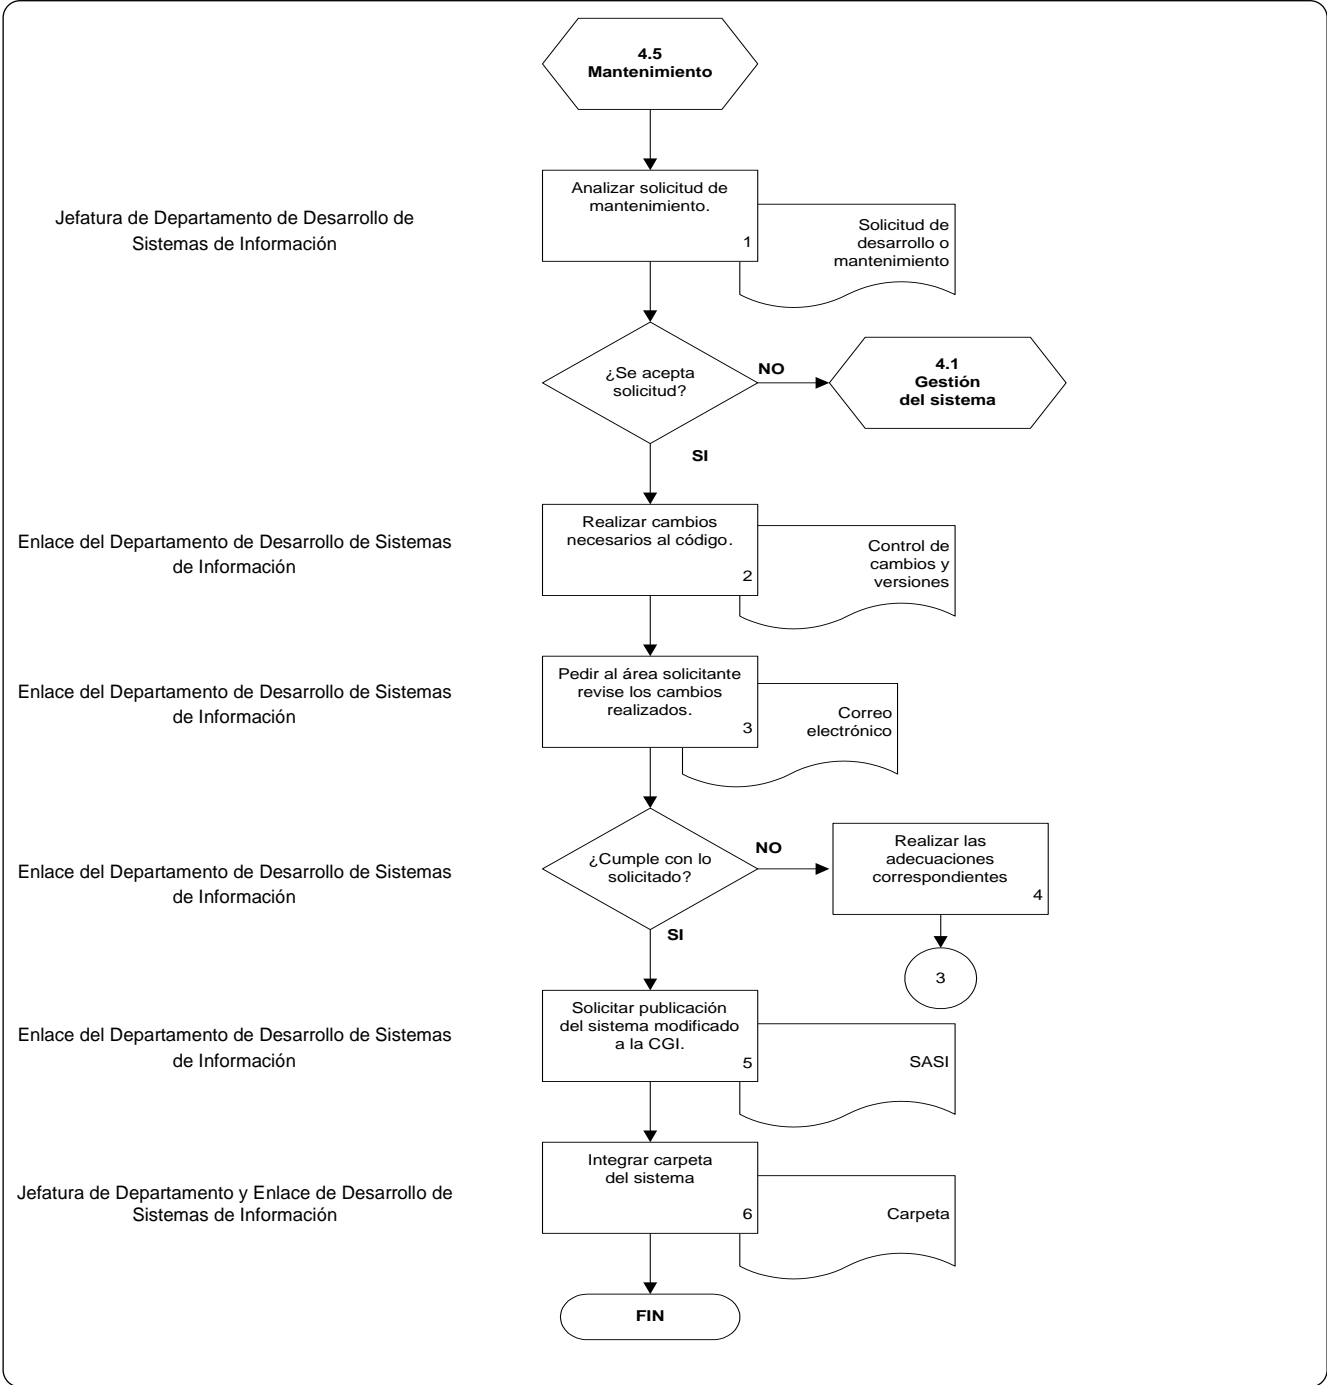 4.5
Mantenimiento
Jefatura de Departamento de Desarrollo de
Sistemas de Información
Analizar solicitud de
mantenimiento.
1
Solicitud de
desarrollo o
mantenimiento
¿Se acepta
solicitud?
NO
4.1
Gestión
del sistema
SI
Enlace del Departamento de Desarrollo de Sistemas
de Información
Realizar cambios
necesarios al código.
2
Control de
cambios y
versiones
Enlace del Departamento de Desarrollo de Sistemas
de Información
Pedir al área solicitante
revise los cambios
realizados.
3
Correo
electrónico
Enlace del Departamento de Desarrollo de Sistemas
de Información
¿Cumple con lo
solicitado?
NO
Realizar las
adecuaciones
correspondientes
4
SI
3
Enlace del Departamento de Desarrollo de Sistemas
de Información
Solicitar publicación
del sistema modificado
a la CGI.
5
SASI
Jefatura de Departamento y Enlace de Desarrollo de
Sistemas de Información
Integrar carpeta
del sistema
6
Carpeta
FIN